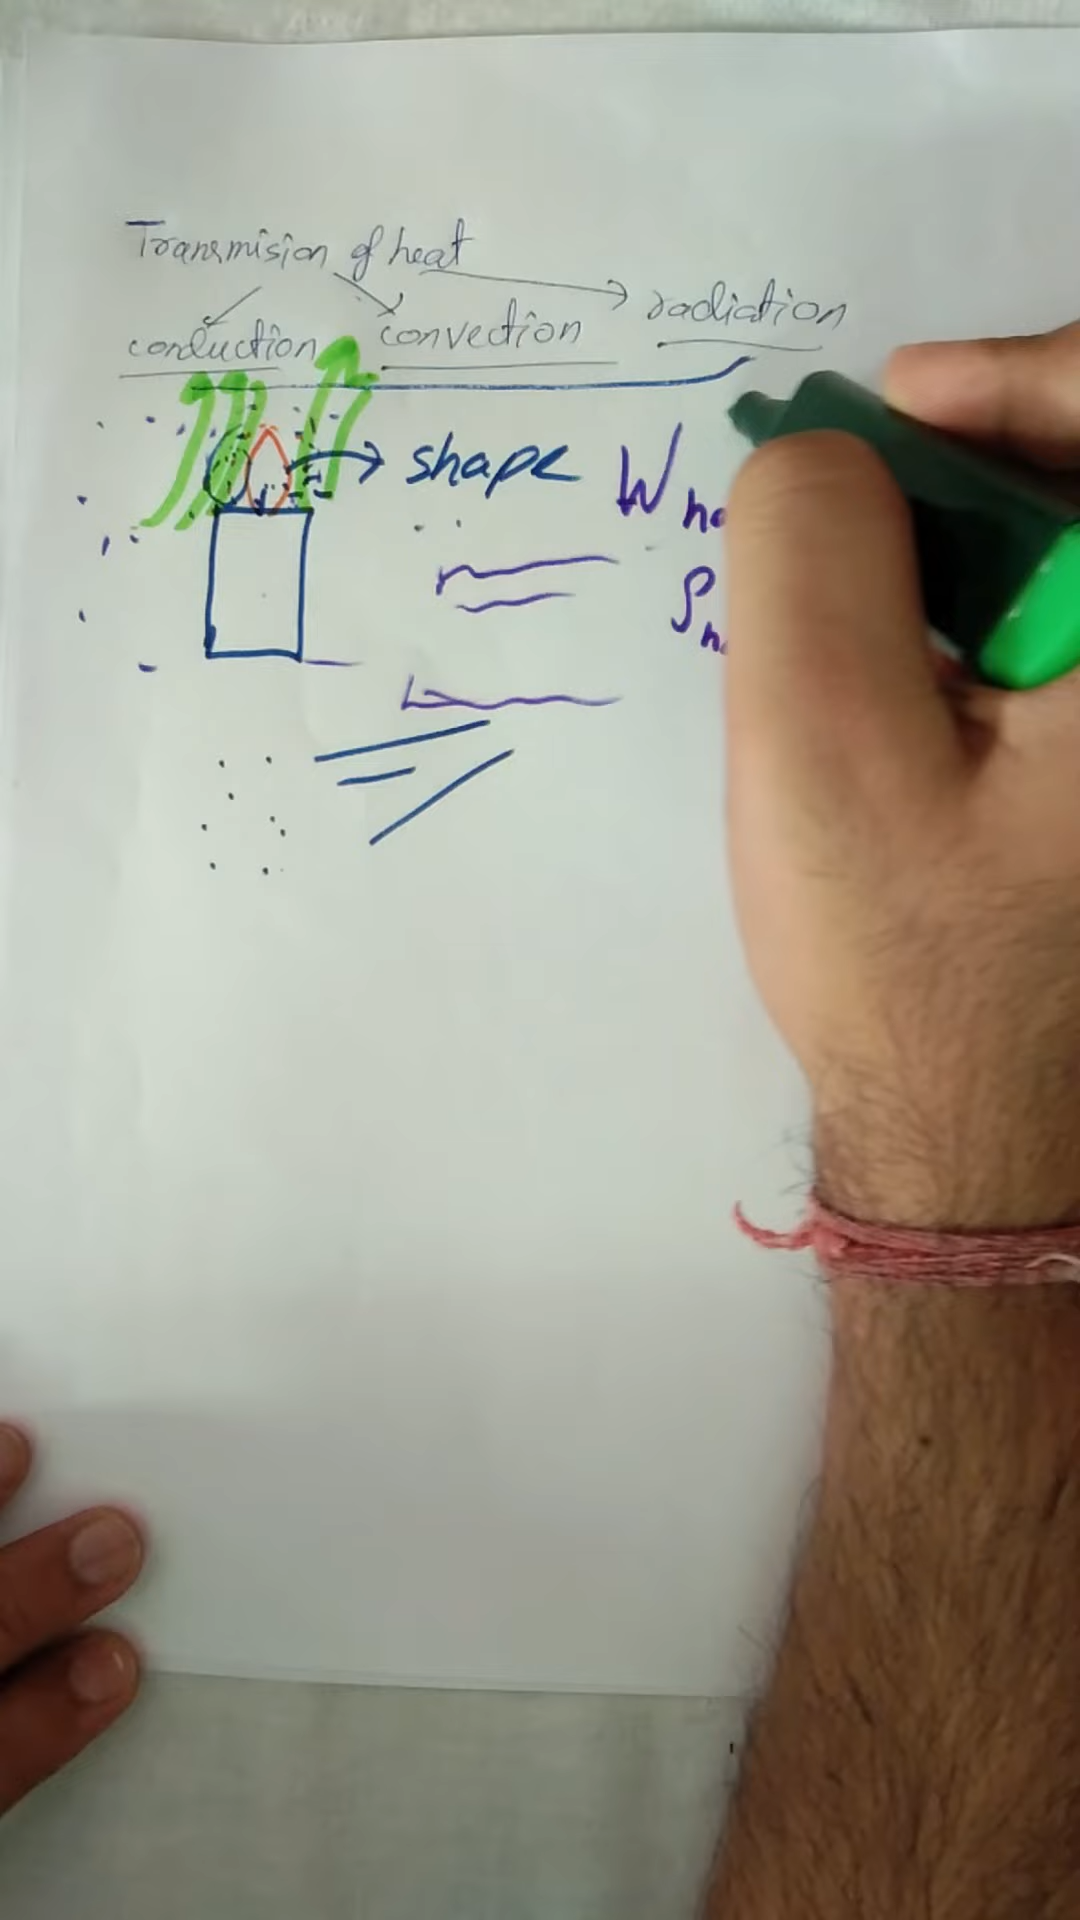 Transmision of heat
conduction convection radiation
shape W
ρ